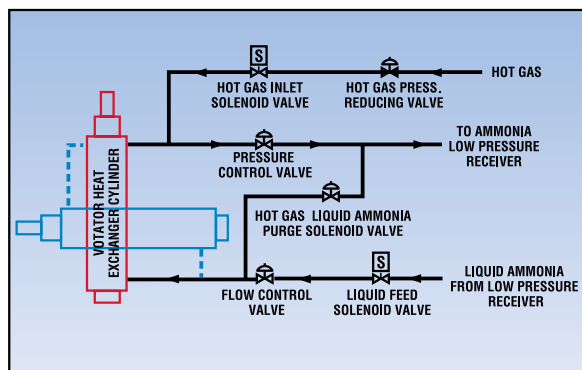 S
HOT GAS INLET
SOLENOID VALVE
HOT GAS PRESS.
REDUCING VALVE
HOT GAS
PRESSURE
CONTROL VALVE
TO AMMONIA
LOW PRESSURE
RECEIVER
VOTATOR HEAT
EXCHANGER CYLINDER
HOT GAS LIQUID AMMONIA
PURGE SOLENOID VALVE
S
FLOW CONTROL
VALVE
LIQUID FEED
SOLENOID VALVE
LIQUID AMMONIA
FROM LOW PRESSURE
RECEIVER